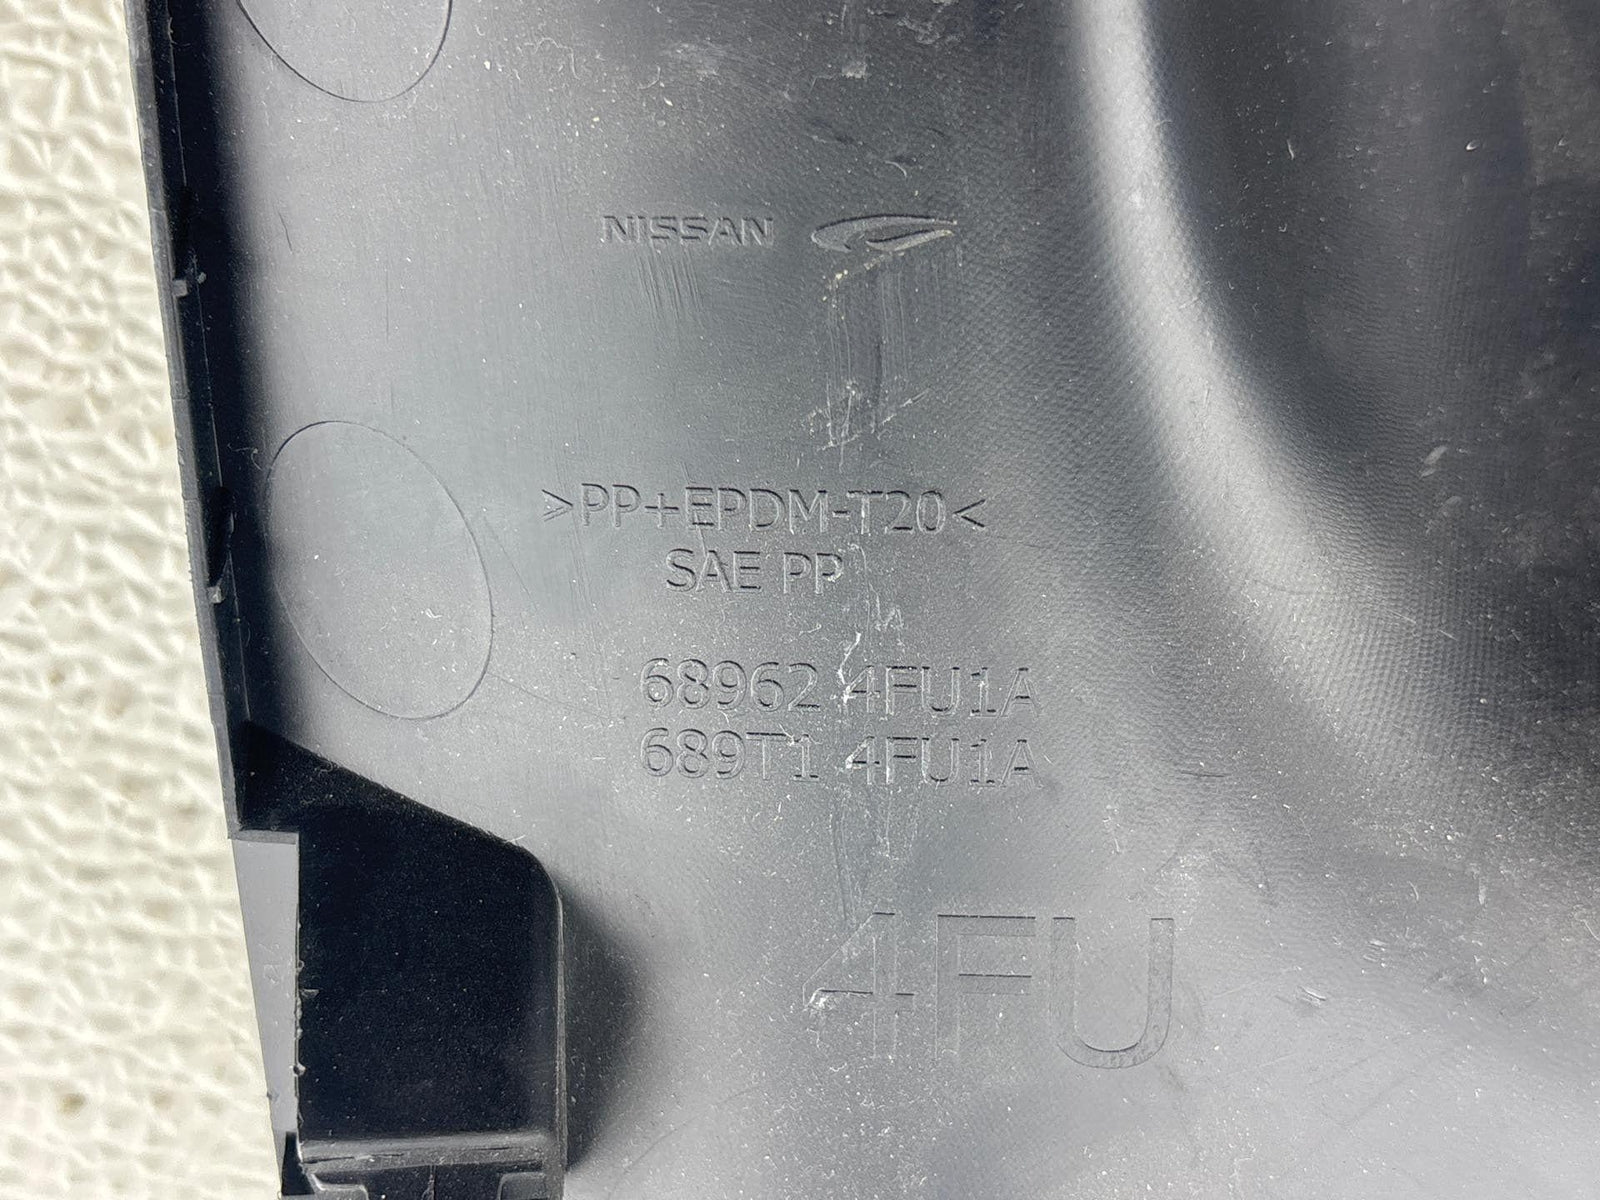 NISSAN
>PP+EPDM-T20<
SAE PP
68962 4FU1A
689T1 4FU1A
4FU